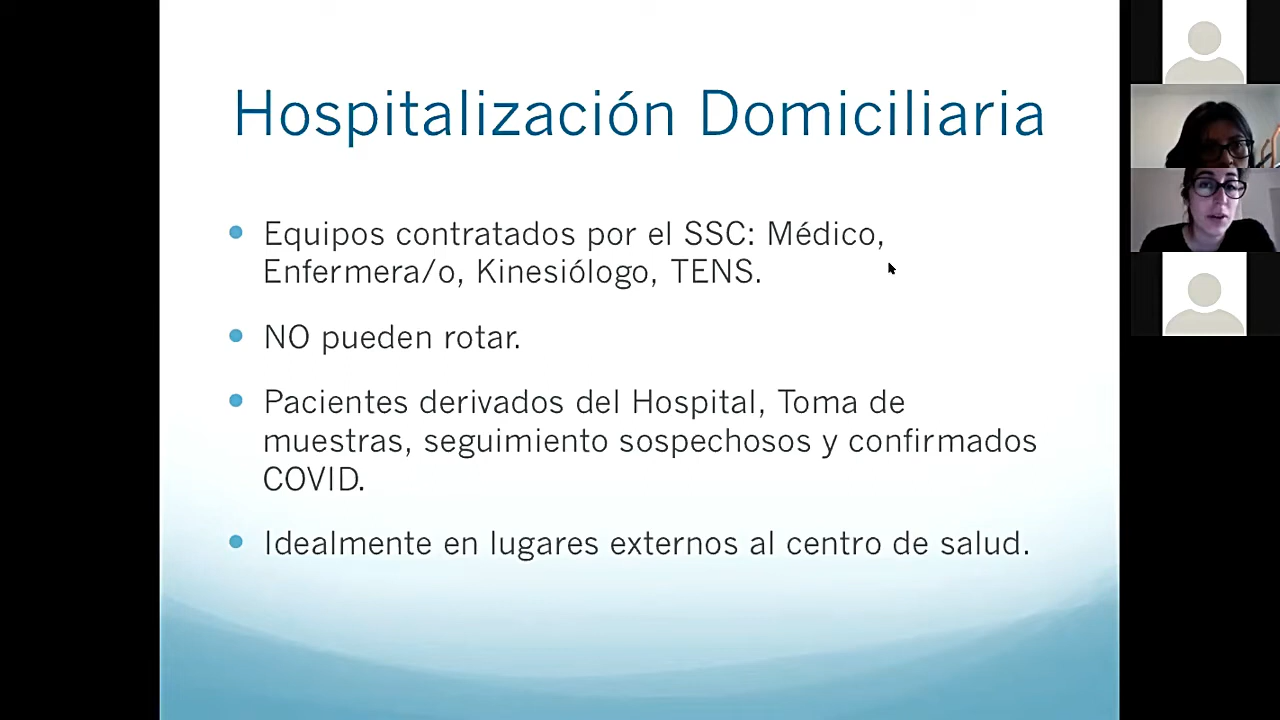 Hospitalización Domiciliaria
Equipos contratados por el SSC: Médico,
Enfermera/o, Kinesiólogo, TENS.
NO pueden rotar.
Pacientes derivados del Hospital, Toma de
muestras, seguimiento sospechosos y confirmados
COVID.
Idealmente en lugares externos al centro de salud.